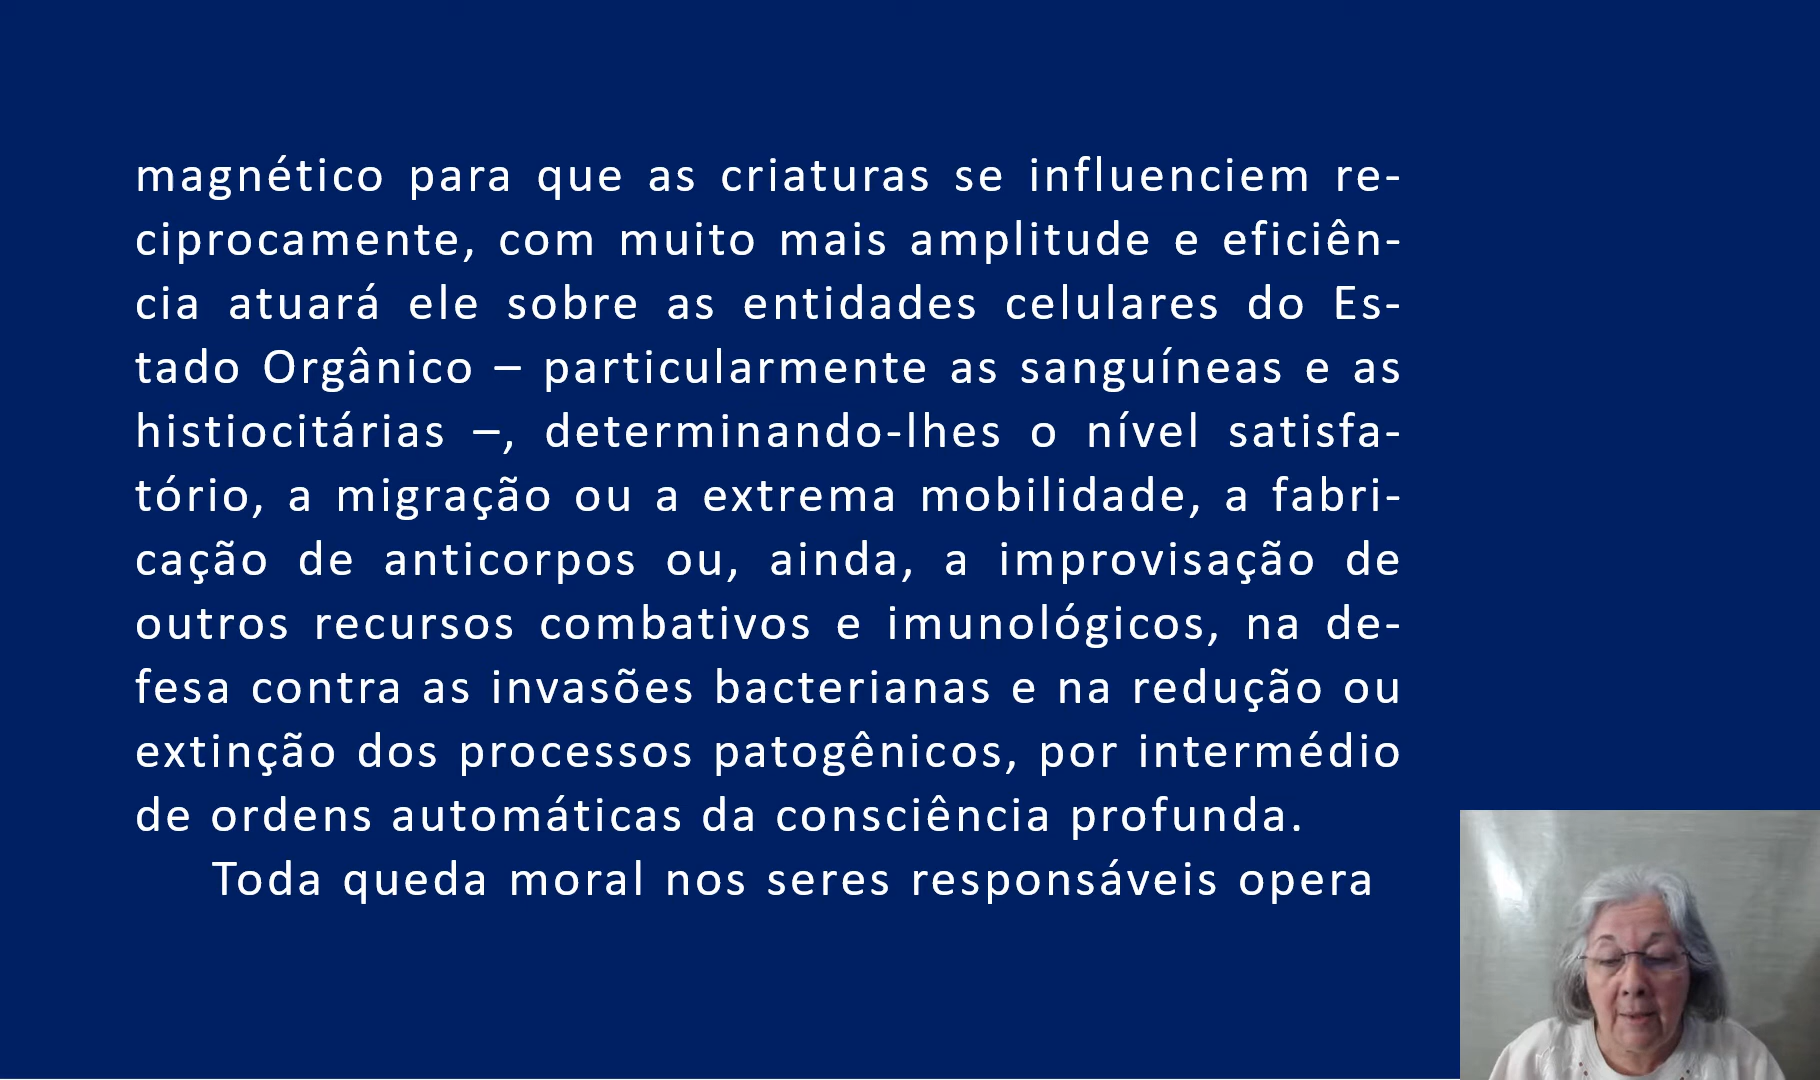 magnético para que as criaturas se influenciem re-
ciprocamente, com muito mais amplitude e eficiên-
cia atuará ele sobre as entidades celulares do Es-
tado Orgânico – particularmente as sanguíneas e as
histiocitárias –, determinando-lhes o nível satisfa-
tório, a migração ou a extrema mobilidade, a fabri-
cação de anticorpos ou, ainda, a improvisação de
outros recursos combativos e imunológicos, na de-
fesa contra as invasões bacterianas e na redução ou
extinção dos processos patogênicos, por intermédio
de ordens automáticas da consciência profunda.
Toda queda moral nos seres responsáveis opera